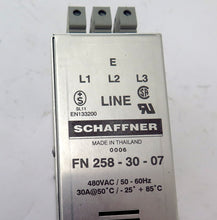 E
L1 L2 L3
SL11
EN133200
LINE
SCHAFFNER
MADE IN THAILAND
0006
FN 258 - 30 - 07
480VAC / 50 - 60Hz
30A@50°C / - 25° + 85°C